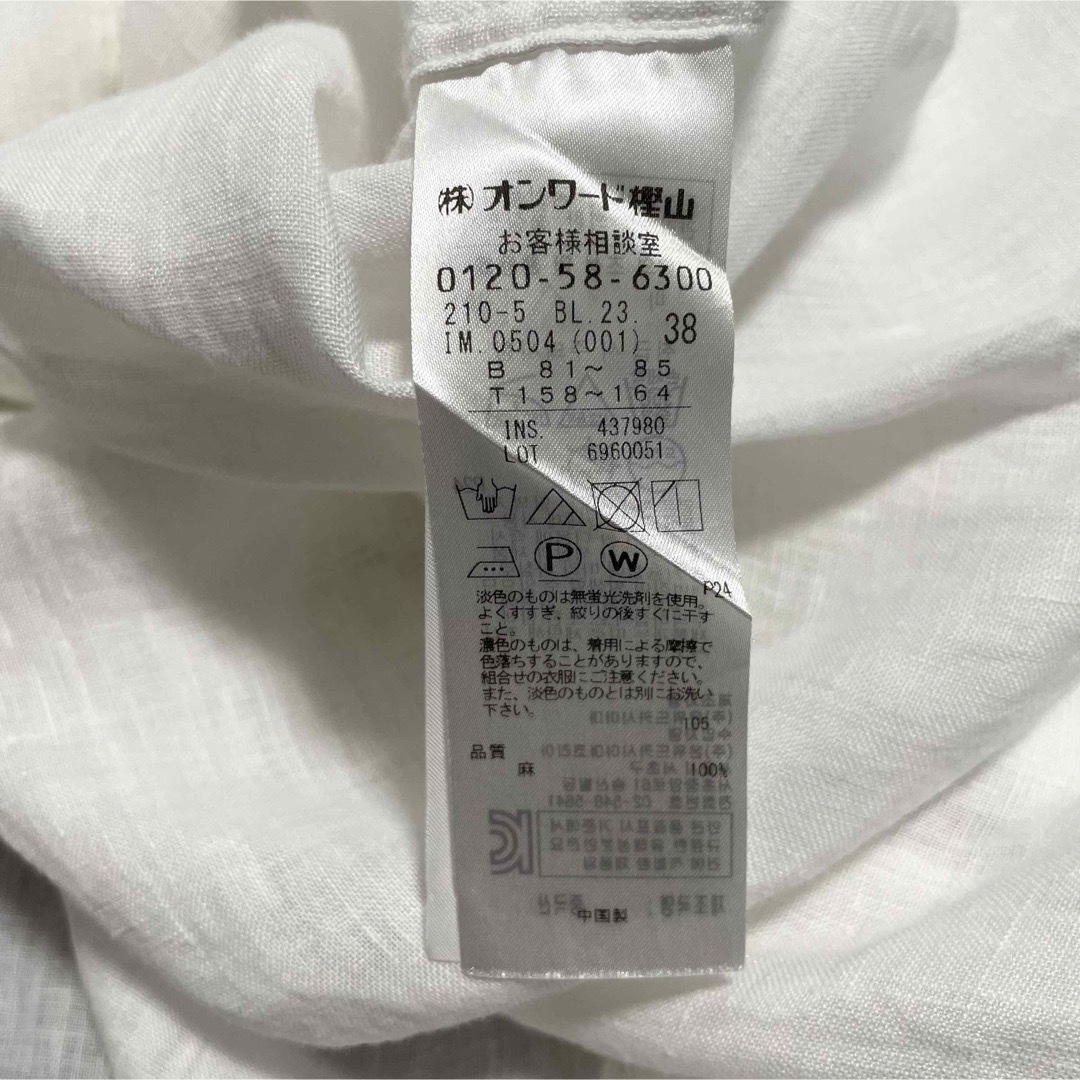 (株)オンワード樫山
お客様相談室
0120-58-6300
210-5 BL.23.
IM.0504 (001) 38
B 81～ 85
T 158～164
INS. 437980
LOT 6960051
P W
P24
淡色のものは無蛍光洗剤を使用。
よくすすぎ、絞りの後すぐに干す
こと。
濃色のものは、着用による摩擦で
色落ちすることがありますので、
組合せの衣服にご注意ください。
また、淡色のものとは別にお洗い
下さい。
105
品質
麻 100%
中国製